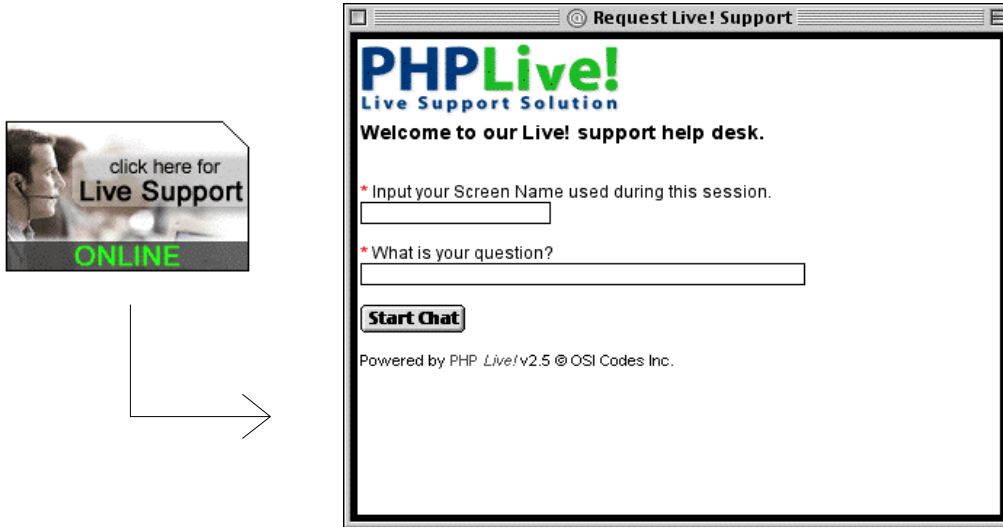 click here for
Live Support
ONLINE
@ Request Live! Support
PHPLive!
Live Support Solution
Welcome to our Live! support help desk.
* Input your Screen Name used during this session.
* What is your question?
Start Chat
Powered by PHP Live! v2.5 © OSI Codes Inc.